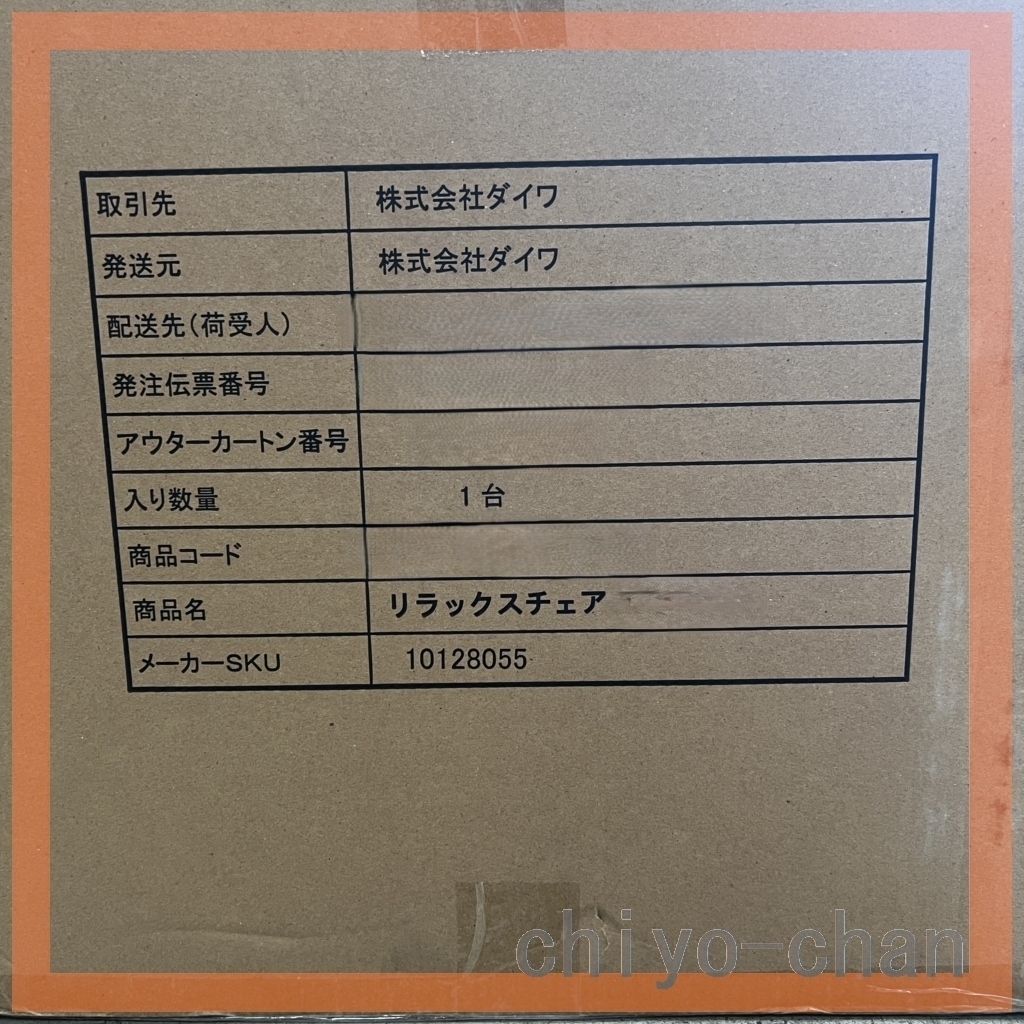 取引先 株式会社ダイワ
発送元 株式会社ダイワ
配送先(荷受人)
発注伝票番号
アウターカートン番号
入り数量 1台
商品コード
商品名 リラックスチェア
メーカーSKU 10128055
chiyo-chan